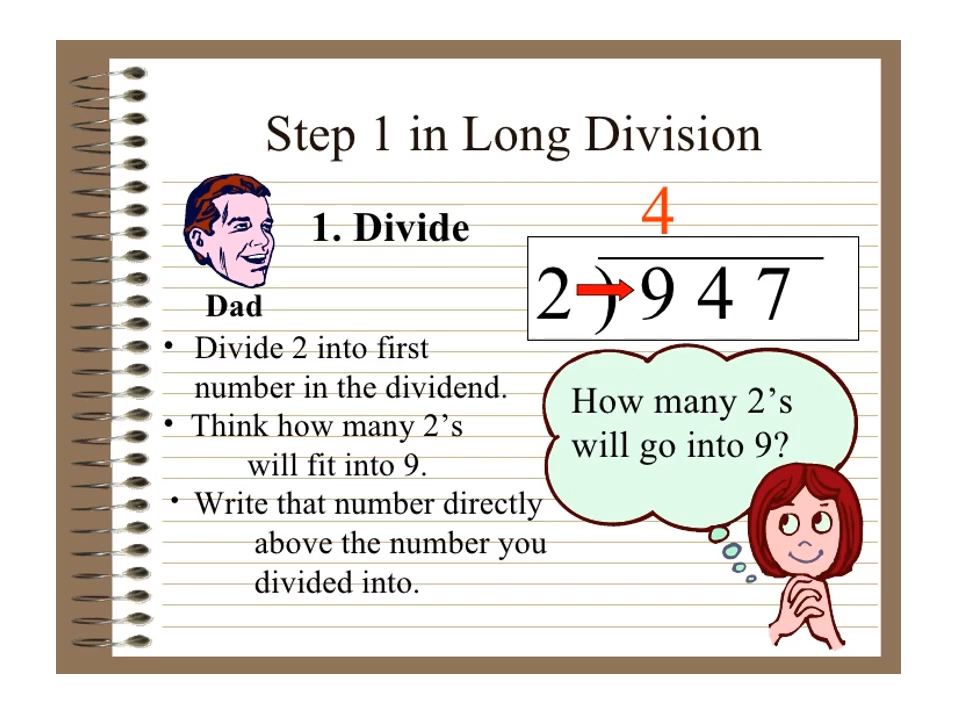 Step 1 in Long Division
1. Divide
4
2 ) 9 4 7
Dad
• Divide 2 into first
number in the dividend.
• Think how many 2’s
will fit into 9.
• Write that number directly
above the number you
divided into.
How many 2’s
will go into 9?